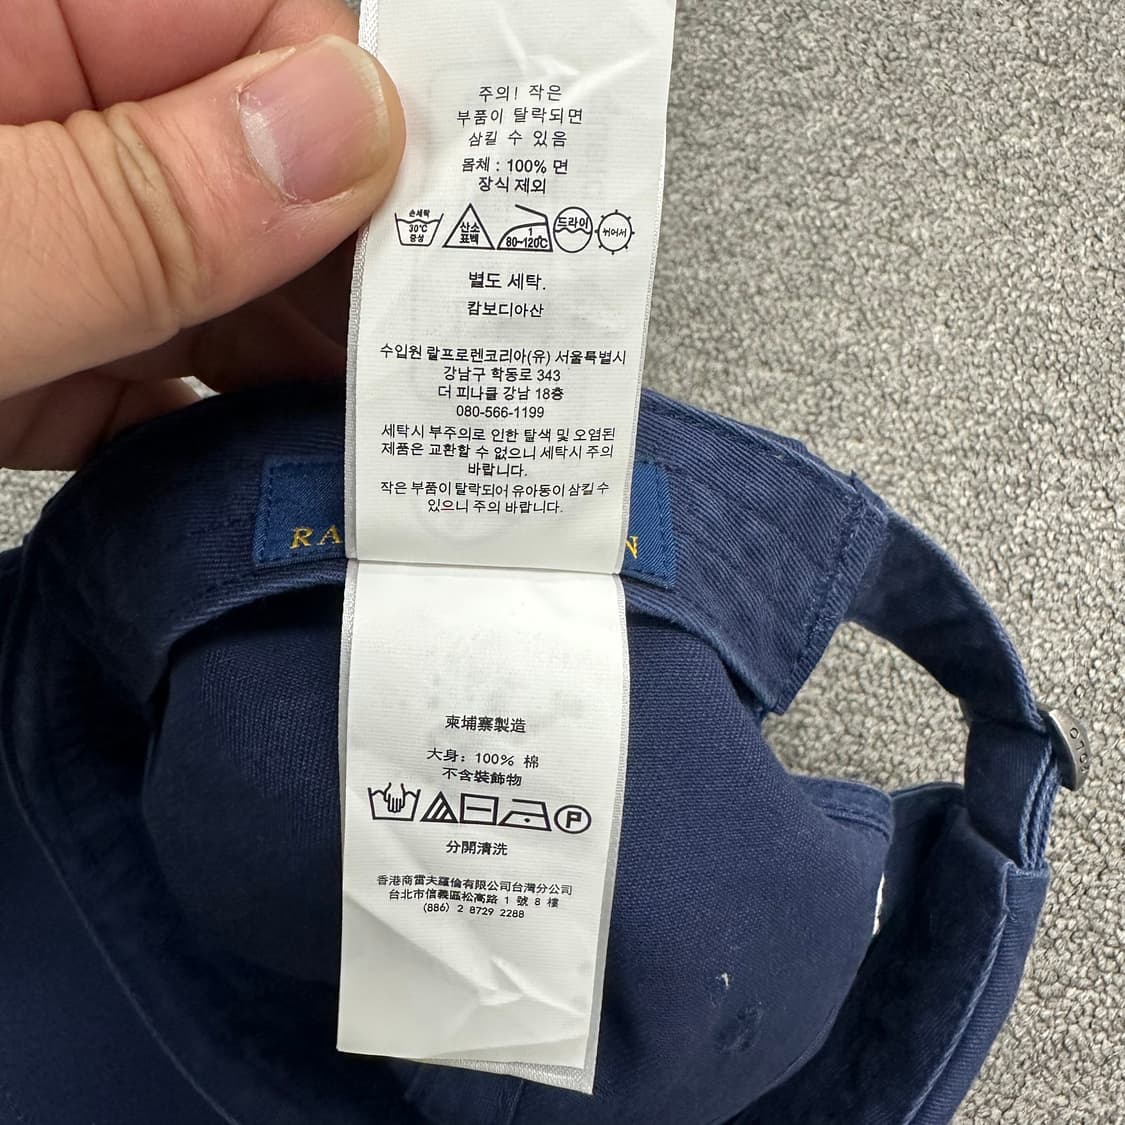 주의! 작은
부품이 탈락되면
삼킬 수 있음
몸체 : 100% 면
장식 제외
손세탁
30℃
중성
산소
표백
1
80~120℃
드라이
뉘어서
별도 세탁.
캄보디아산
수입원 랄프로렌코리아(유) 서울특별시
강남구 학동로 343
더 피나클 강남 18층
080-566-1199
세탁시 부주의로 인한 탈색 및 오염된
제품은 교환할 수 없으니 세탁시 주의
바랍니다.
작은 부품이 탈락되어 유아동이 삼킬 수
있으니 주의 바랍니다.
RA
N
柬埔寨製造
大身: 100% 棉
不含裝飾物
P
分開清洗
香港商雷夫羅倫有限公司台灣分公司
台北市信義區松高路 1 號 8 樓
(886) 2 8729 2288